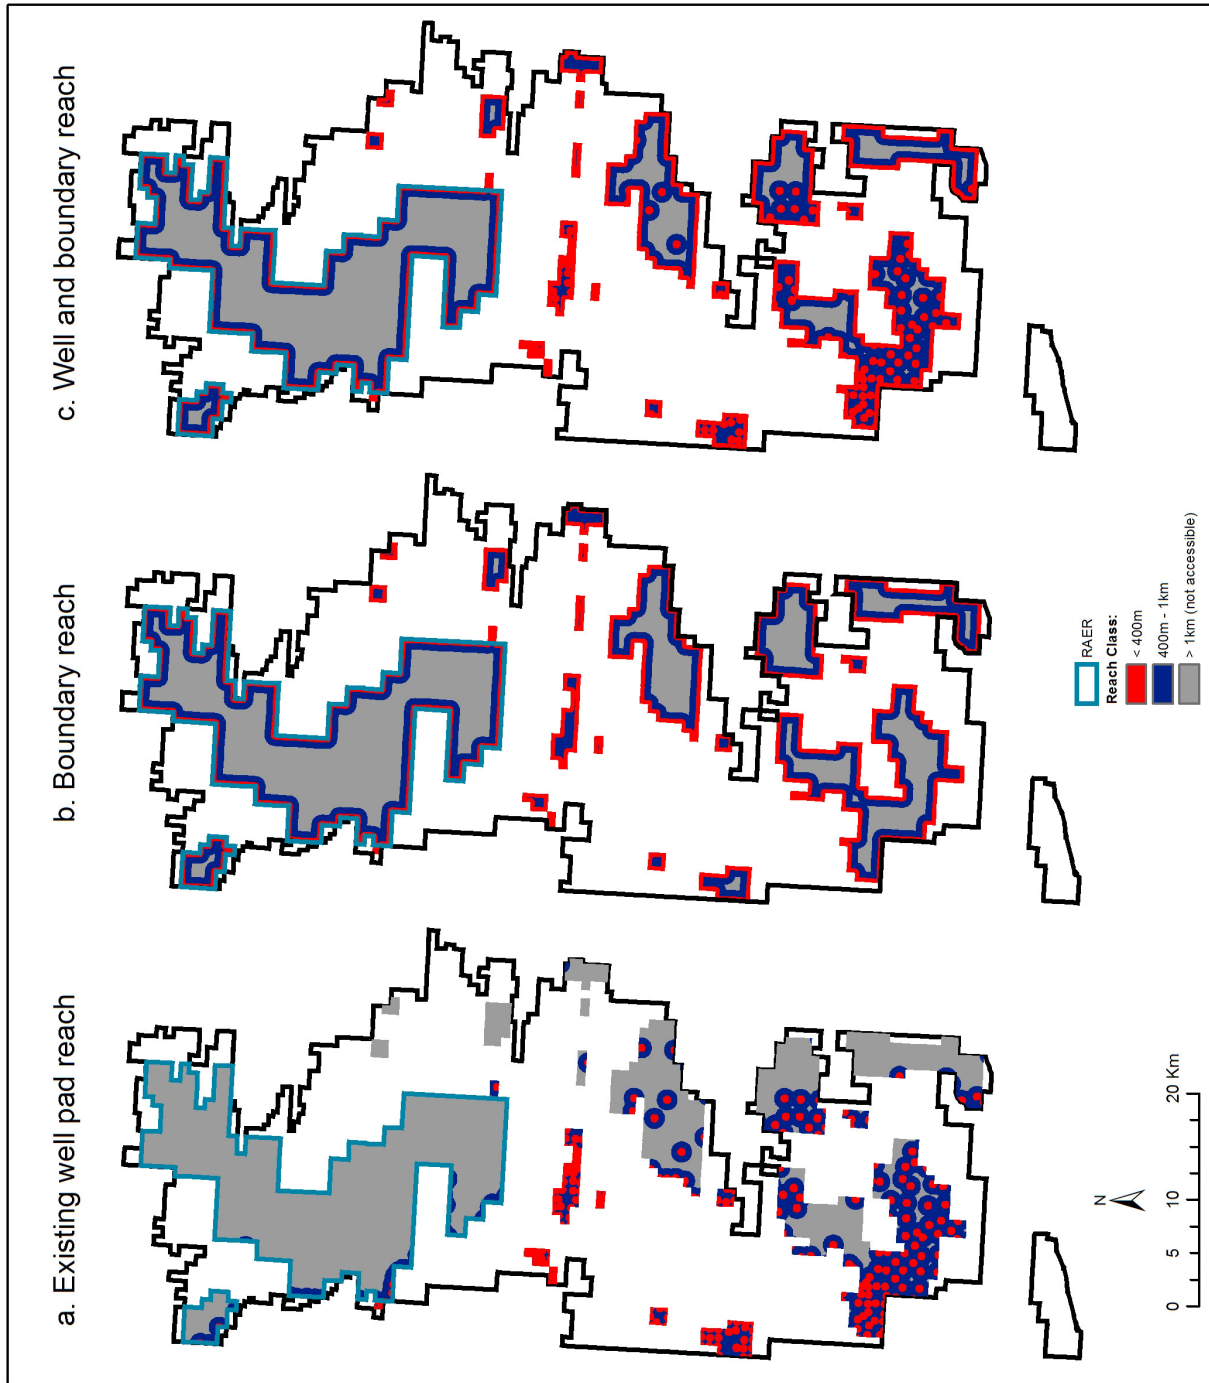 a. Existing well pad reach
b. Boundary reach
c. Well and boundary reach
RAER
Reach Class:
< 400m
400m - 1km
> 1km (not accessible)
N
0 5 10 20 Km